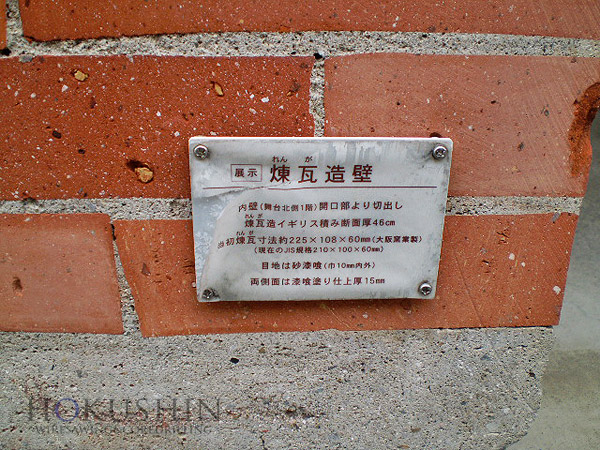 展示 煉瓦造壁
れん が
内壁(舞台北側1階)開口部より切出し
れんが
煉瓦造イギリス積み断面厚46cm
れんが
当初煉瓦寸法約225×108×60mm(大阪窯業製)
(現在のJIS規格210×100×60mm)
目地は砂漆喰(巾10mm内外)
両側面は漆喰塗り仕上厚15mm
HOKUSHIN
WIRESAWING&COREDRILLING